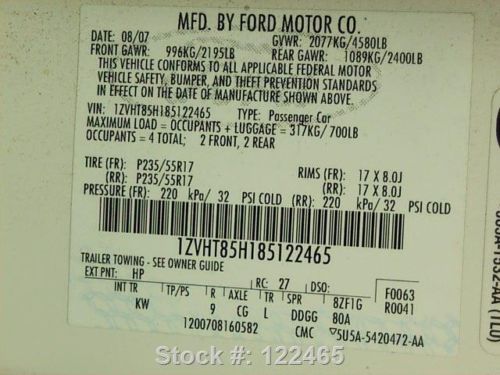 MFD. BY FORD MOTOR CO.
DATE: 08/07 GVWR: 2077KG/4580LB
FRONT GAWR: 996KG/2195LB REAR GAWR: 1089KG/2400LB
THIS VEHICLE CONFORMS TO ALL APPLICABLE FEDERAL MOTOR
VEHICLE SAFETY, BUMPER, AND THEFT PREVENTION STANDARDS
IN EFFECT ON THE DATE OF MANUFACTURE SHOWN ABOVE.
VIN: 1ZVHT85H185122465 TYPE: Passenger Car
MAXIMUM LOAD = OCCUPANTS + LUGGAGE = 317KG/700LB
OCCUPANTS = 4 TOTAL; 2 FRONT, 2 REAR
TIRE (FR): P235/55R17 RIMS (FR): 17 X 8.0J
(RR): P235/55R17 (RR): 17 X 8.0J
PRESSURE (FR): 220 kPa/ 32 PSI COLD (RR): 220 kPa/ 32 PSI COLD
1ZVHT85H185122465
TRAILER TOWING - SEE OWNER GUIDE
EXT PNT: HP RC: 27 DSO: F0063
INT TR TP/PS R AXLE TR SPR 8ZF1G R0041
KW 9 CG L DDGG 80A
1200708160582 CMC 5U5A-5420472-AA
Stock #: 122465